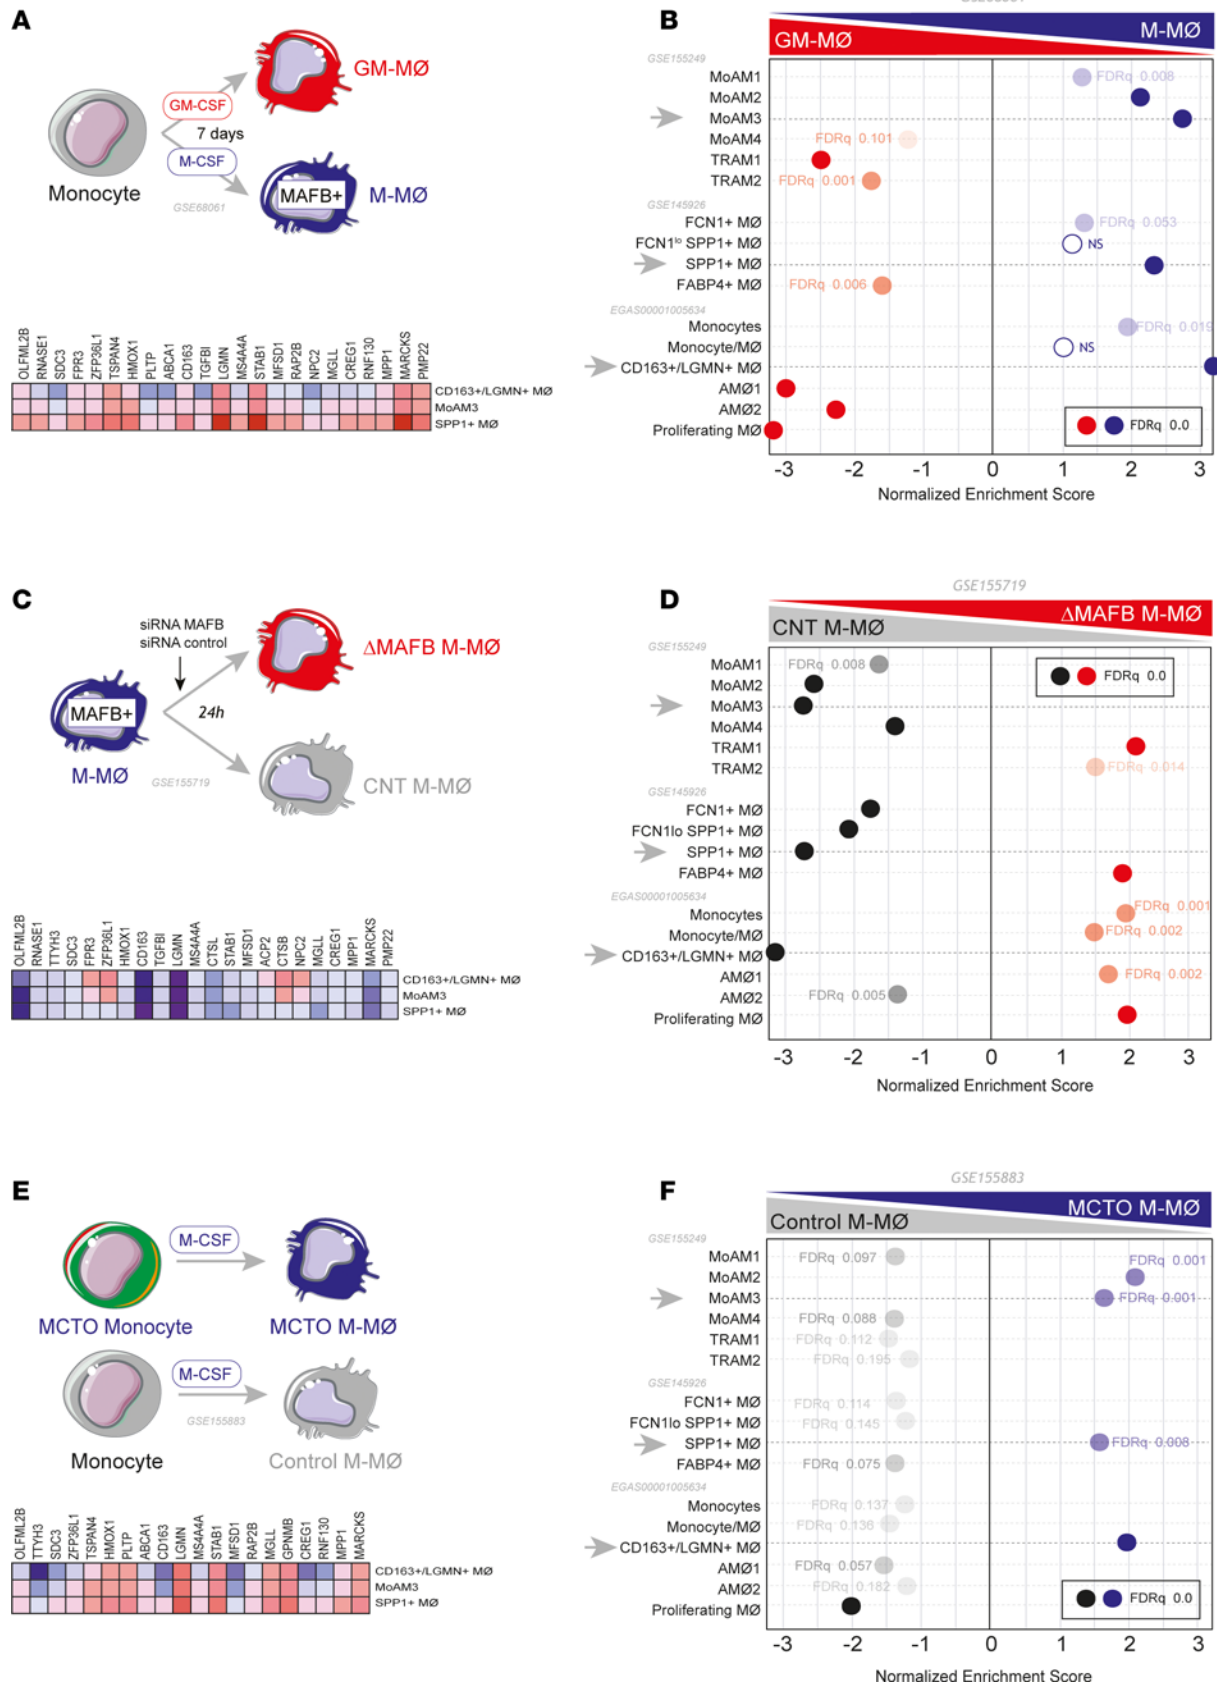 A
GM-MØ
GM-CSF
7 days
M-CSF
Monocyte
MAFB+
M-MØ
GSE68061
OLFML2B
RNASE1
SDC3
FPR3
ZFP36L1
TSPAN4
HMOX1
PLTP
ABCA1
CD163
TGFBI
LGMN
MS4A4A
STAB1
MFSD1
RAP2B
NPC2
MGLL
CREG1
RNF130
MPP1
MARCKS
PMP22
CD163+/LGMN+ MØ
MoAM3
SPP1+ MØ
B
M-MØ
GM-MØ
GSE155249
MoAM1
FDRq 0.008
MoAM2
MoAM3
MoAM4
FDRq 0.101
TRAM1
TRAM2
FDRq 0.001
GSE145926
FCN1+ MØ
FDRq 0.053
FCN1lo SPP1+ MØ
NS
SPP1+ MØ
FABP4+ MØ
FDRq 0.006
EGAS00001005634
Monocytes
FDRq 0.019
Monocyte/MØ
NS
CD163+/LGMN+ MØ
AMØ1
AMØ2
Proliferating MØ
FDRq 0.0
-3 -2 -1 0 1 2 3
Normalized Enrichment Score
C
siRNA MAFB
siRNA control
ΔMAFB M-MØ
MAFB+
24h
M-MØ
GSE155719
CNT M-MØ
OLFML2B
RNASE1
TTYH3
SDC3
FPR3
ZFP36L1
HMOX1
CD163
TGFBI
LGMN
MS4A4A
CTSL
STAB1
MFSD1
ACP2
CTSB
NPC2
MGLL
CREG1
MPP1
MARCKS
PMP22
CD163+/LGMN+ MØ
MoAM3
SPP1+ MØ
D
GSE155719
ΔMAFB M-MØ
CNT M-MØ
GSE155249
MoAM1
FDRq 0.008
FDRq 0.0
MoAM2
MoAM3
MoAM4
TRAM1
TRAM2
FDRq 0.014
GSE145926
FCN1+ MØ
FCN1lo SPP1+ MØ
SPP1+ MØ
FABP4+ MØ
EGAS00001005634
Monocytes
FDRq 0.001
Monocyte/MØ
FDRq 0.002
CD163+/LGMN+ MØ
AMØ1
FDRq 0.002
AMØ2
FDRq 0.005
Proliferating MØ
-3 -2 -1 0 1 2 3
Normalized Enrichment Score
E
M-CSF
MCTO Monocyte
MCTO M-MØ
M-CSF
GSE155883
Monocyte
Control M-MØ
OLFML2B
TTYH3
SDC3
ZFP36L1
TSPAN4
HMOX1
PLTP
ABCA1
CD163
LGMN
MS4A4A
STAB1
MFSD1
RAP2B
MGLL
GPNMB
CREG1
RNF130
MPP1
MARCKS
CD163+/LGMN+ MØ
MoAM3
SPP1+ MØ
F
GSE155883
MCTO M-MØ
Control M-MØ
GSE155249
MoAM1
FDRq 0.097
FDRq 0.001
MoAM2
MoAM3
FDRq 0.001
MoAM4
FDRq 0.088
TRAM1
FDRq 0.112
TRAM2
FDRq 0.195
GSE145926
FCN1+ MØ
FDRq 0.114
FCN1lo SPP1+ MØ
FDRq 0.145
SPP1+ MØ
FDRq 0.008
FABP4+ MØ
FDRq 0.075
EGAS00001005634
Monocytes
FDRq 0.137
Monocyte/MØ
FDRq 0.136
CD163+/LGMN+ MØ
AMØ1
FDRq 0.057
AMØ2
FDRq 0.182
Proliferating MØ
FDRq 0.0
-3 -2 -1 0 1 2 3
Normalized Enrichment Score